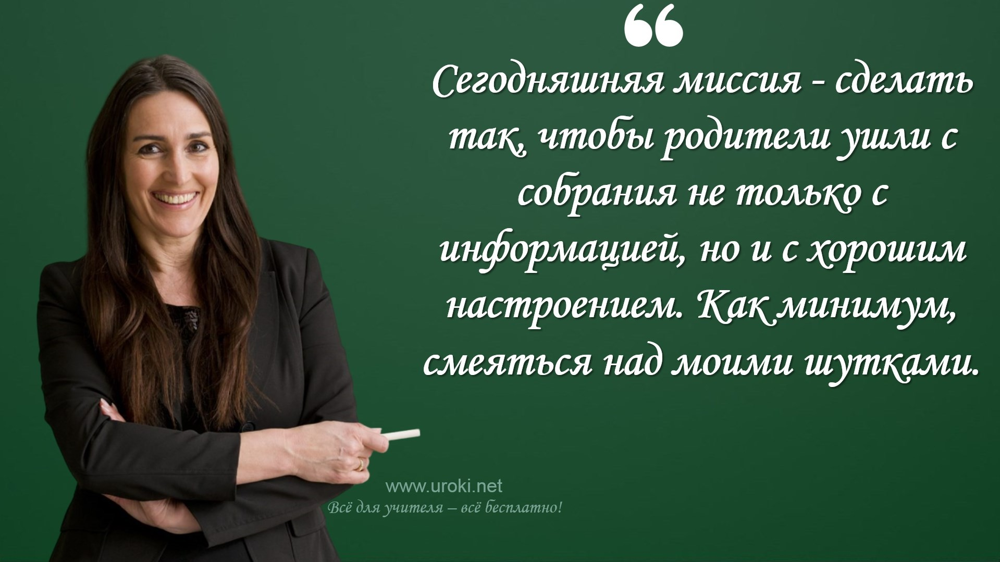 ❝
Сегодняшняя миссия - сделать
так, чтобы родители ушли с
собрания не только с
информацией, но и с хорошим
настроением. Как минимум,
смеяться над моими шутками.
www.uroki.net
Всё для учителя – всё бесплатно!